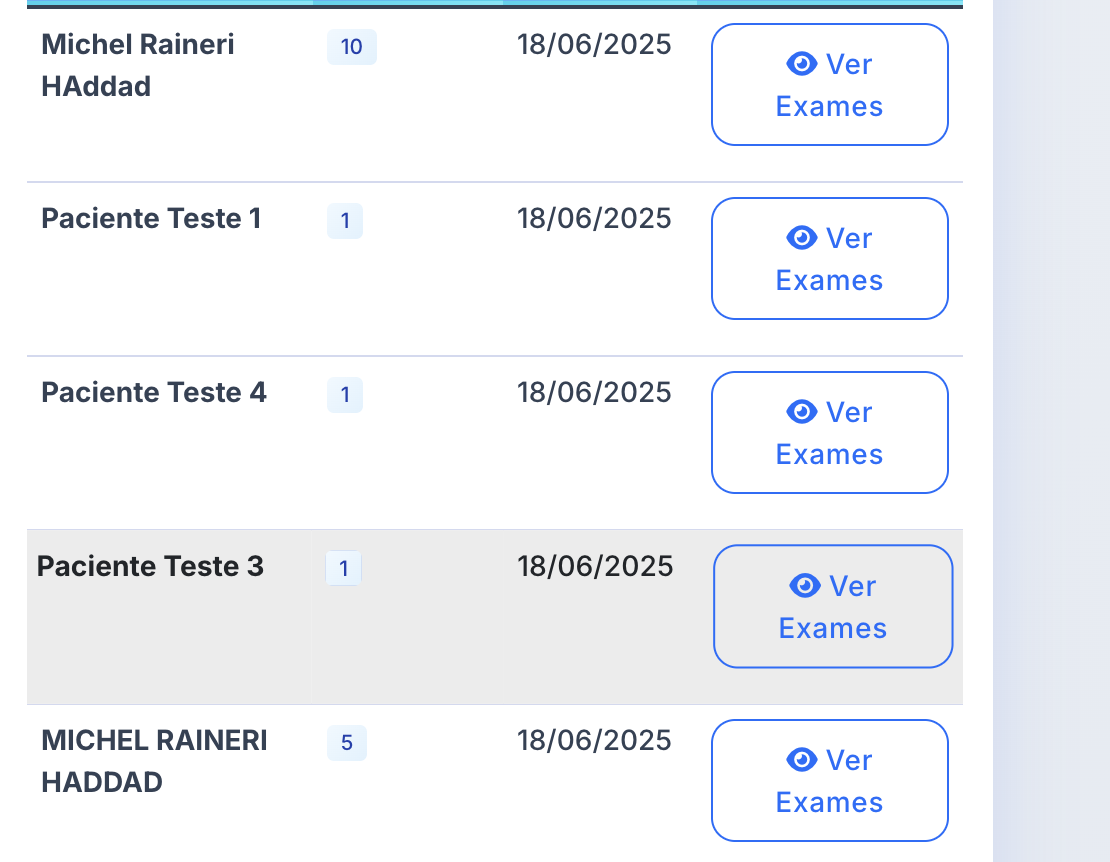 Michel Raineri 10 18/06/2025 Ver
HAddad Exames
Paciente Teste 1 1 18/06/2025 Ver
Exames
Paciente Teste 4 1 18/06/2025 Ver
Exames
Paciente Teste 3 1 18/06/2025 Ver
Exames
MICHEL RAINERI 5 18/06/2025 Ver
HADDAD Exames